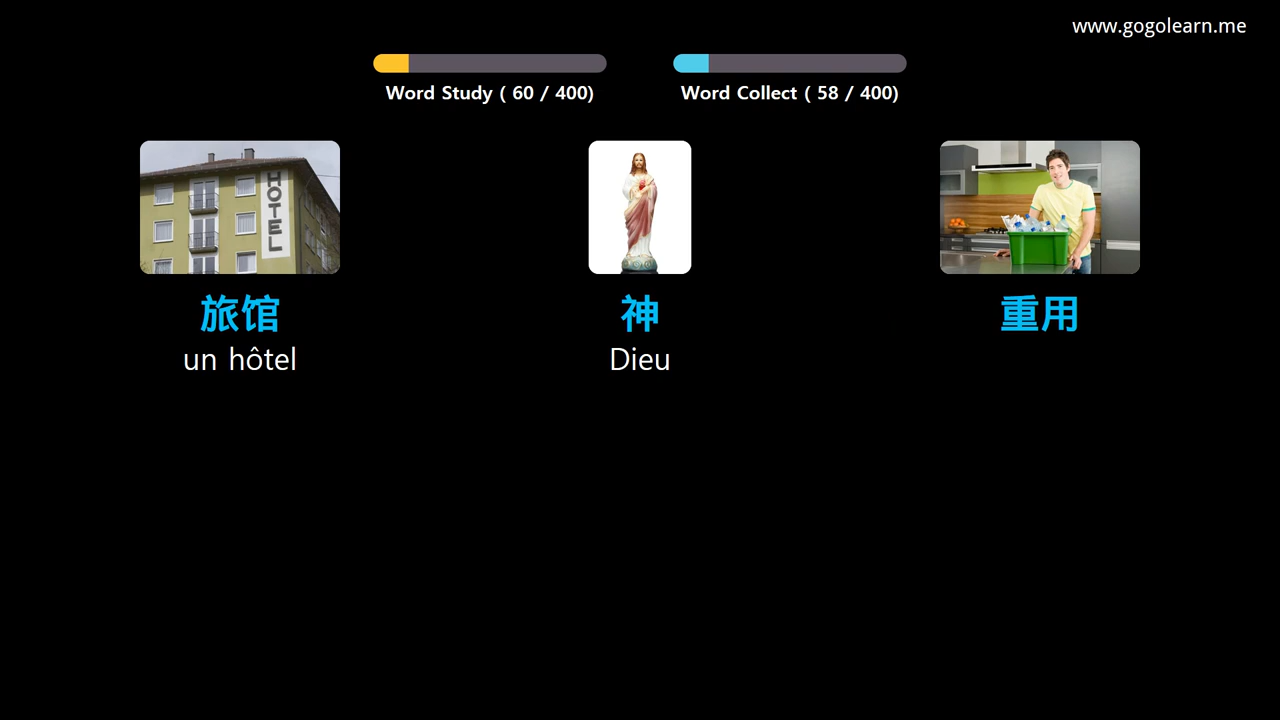 www.gogolearn.me
Word Study ( 60 / 400)
Word Collect ( 58 / 400)
HOTEL
旅馆
un hôtel
神
Dieu
重用